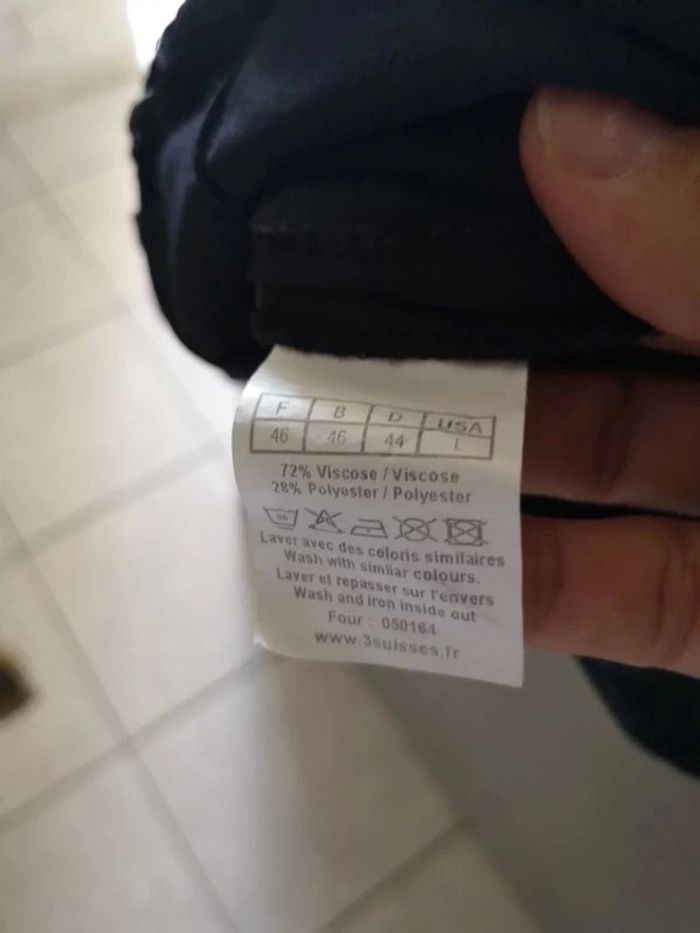 F B D USA
46 46 44 L
72% Viscose / Viscose
28% Polyester / Polyester
30
Laver avec des coloris similaires
Wash with similar colours.
Laver et repasser sur l'envers
Wash and iron inside out
Four : 050164
www.3suisses.fr